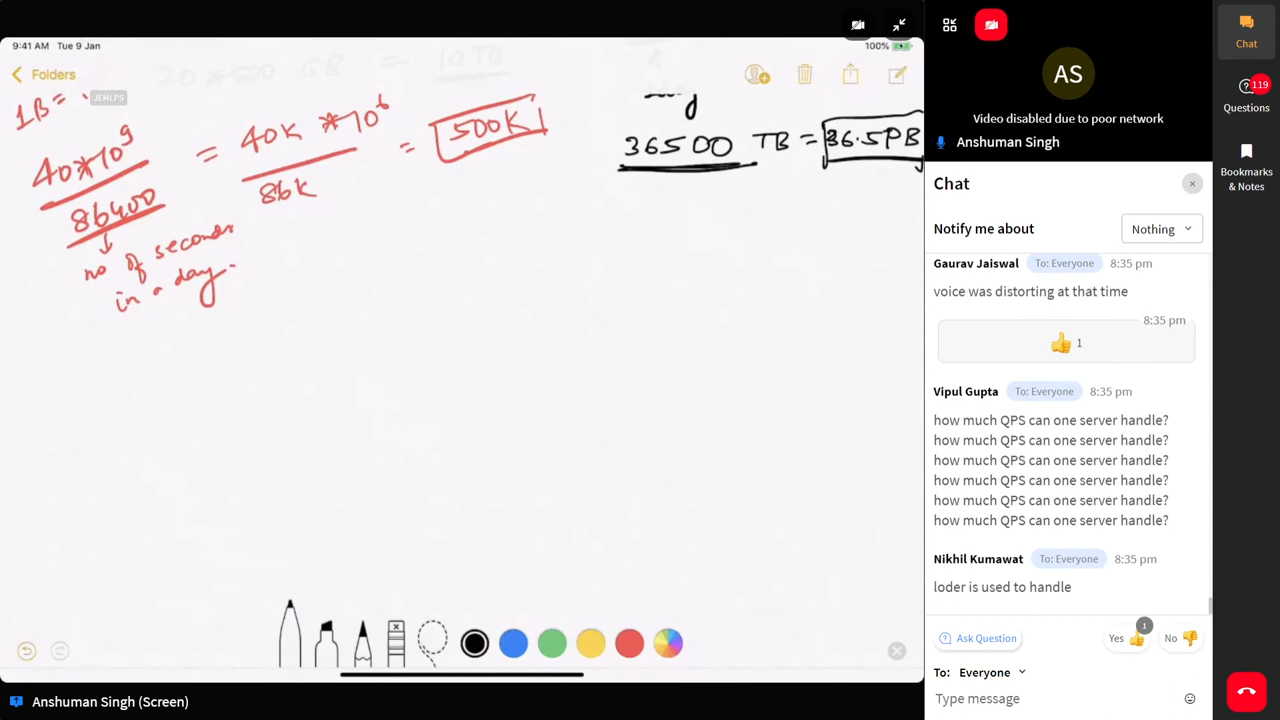 9:41 AM Tue 9 Jan
100%
Folders
JEMLPS
1B=
40*10^9 / 86400 = 40K *10^6 / 86K = 500K
no of seconds
in a day.
y
36500 TB = 36.5PB
Anshuman Singh (Screen)
AS
Video disabled due to poor network
Anshuman Singh
Chat
Notify me about
Nothing
Gaurav Jaiswal To: Everyone 8:35 pm
voice was distorting at that time
8:35 pm
👍 1
Vipul Gupta To: Everyone 8:35 pm
how much QPS can one server handle?
how much QPS can one server handle?
how much QPS can one server handle?
how much QPS can one server handle?
how much QPS can one server handle?
how much QPS can one server handle?
Nikhil Kumawat To: Everyone 8:35 pm
loder is used to handle
Ask Question
Yes 👍 1
No 👎
To: Everyone
Type message
Chat
119
Questions
Bookmarks
& Notes